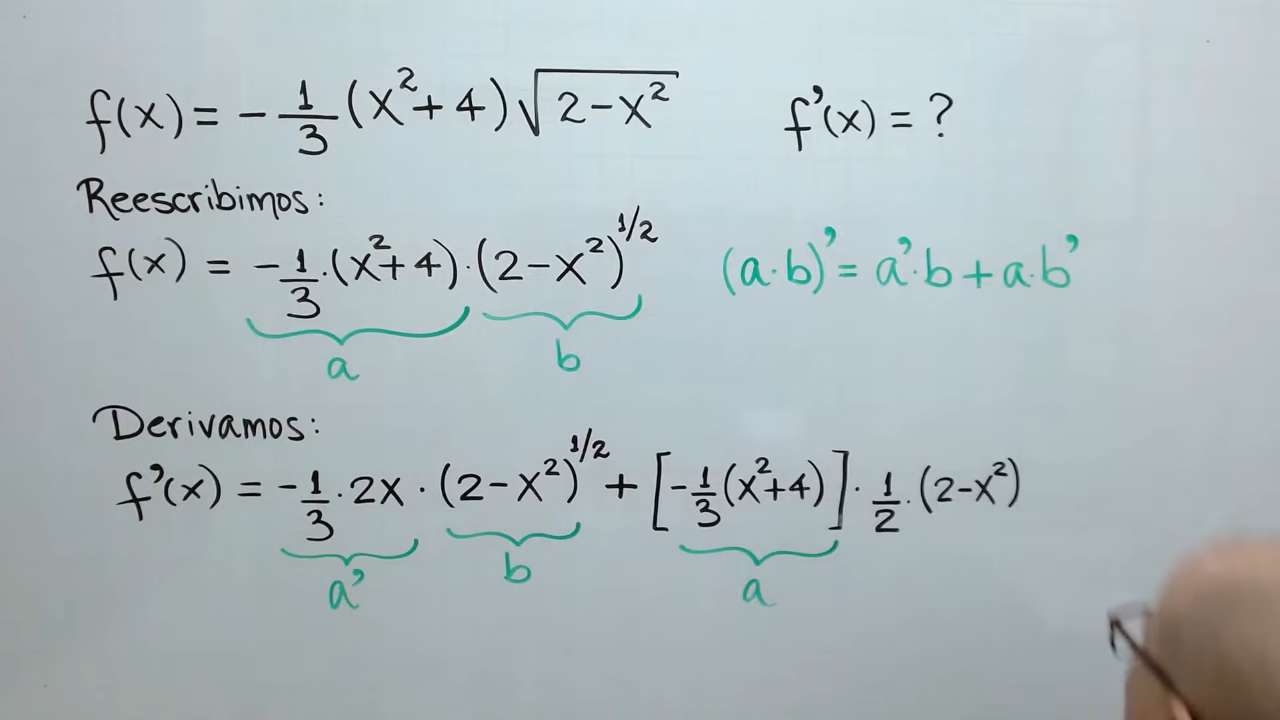 f(x) = -1/3 (x²+4)√(2-x²) f'(x) = ?
Reescribimos:
f(x) = -1/3·(x²+4)·(2-x²)^1/2 (a·b)' = a'·b + a·b'
a b
Derivamos:
f'(x) = -1/3·2x·(2-x²)^1/2 + [-1/3(x²+4)]·1/2·(2-x²)
a' b a